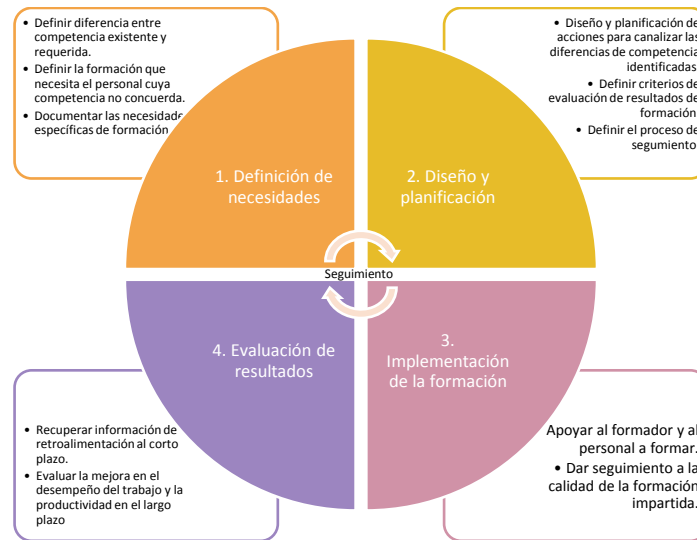 • Definir diferencia entre
competencia existente y
requerida.
• Definir la formación que
necesita el personal cuya
competencia no concuerda.
• Documentar las necesidade
específicas de formación
• Diseño y planificación de
acciones para canalizar las
diferencias de competencia
identificadas
• Definir criterios de
evaluación de resultados de
formación
• Definir el proceso de
seguimiento
1. Definición de
necesidades
2. Diseño y
planificación
Seguimiento
4. Evaluación de
resultados
3.
Implementación
de la formación
• Recuperar información de
retroalimentación al corto
plazo.
• Evaluar la mejora en el
desempeño del trabajo y la
productividad en el largo
plazo
Apoyar al formador y al
personal a formar.
• Dar seguimiento a la
calidad de la formación
impartida.